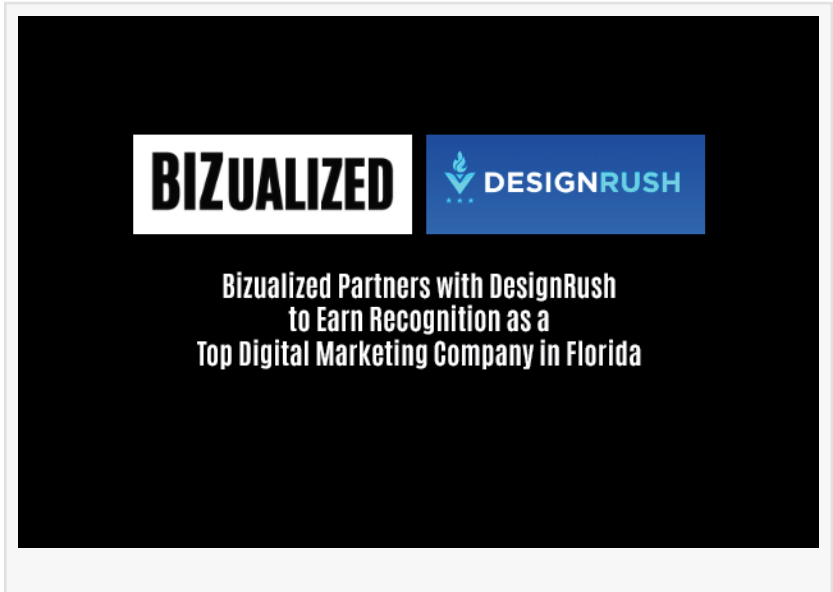 BIZUALIZED
DESIGNRUSH
Bizualized Partners with DesignRush
to Earn Recognition as a
Top Digital Marketing Company in Florida